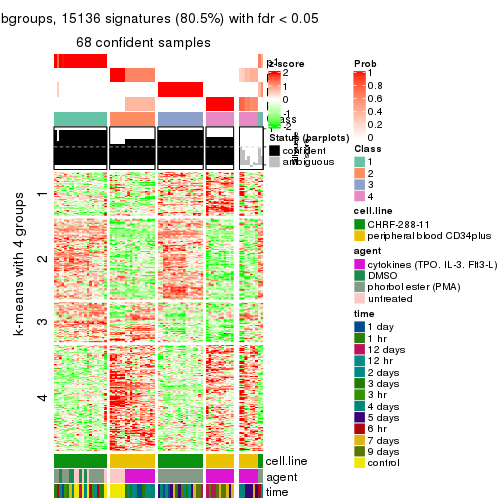 bgroups, 15136 signatures (80.5%) with fdr < 0.05
68 confident samples
p1
z-score
2
1
0
-1
-2
Class
Status (barplots)
confident
ambiguous
k-means with 4 groups
1
2
3
4
cell.line
agent
time
Prob
1
0.8
0.6
0.4
0.2
0
Class
1
2
3
4
cell.line
CHRF-288-11
peripheral blood CD34plus
agent
cytokines (TPO, IL-3, Flt3-L)
DMSO
phorbol ester (PMA)
untreated
time
1 day
1 hr
12 days
12 hr
2 days
3 days
3 hr
4 days
5 days
6 hr
7 days
9 days
control